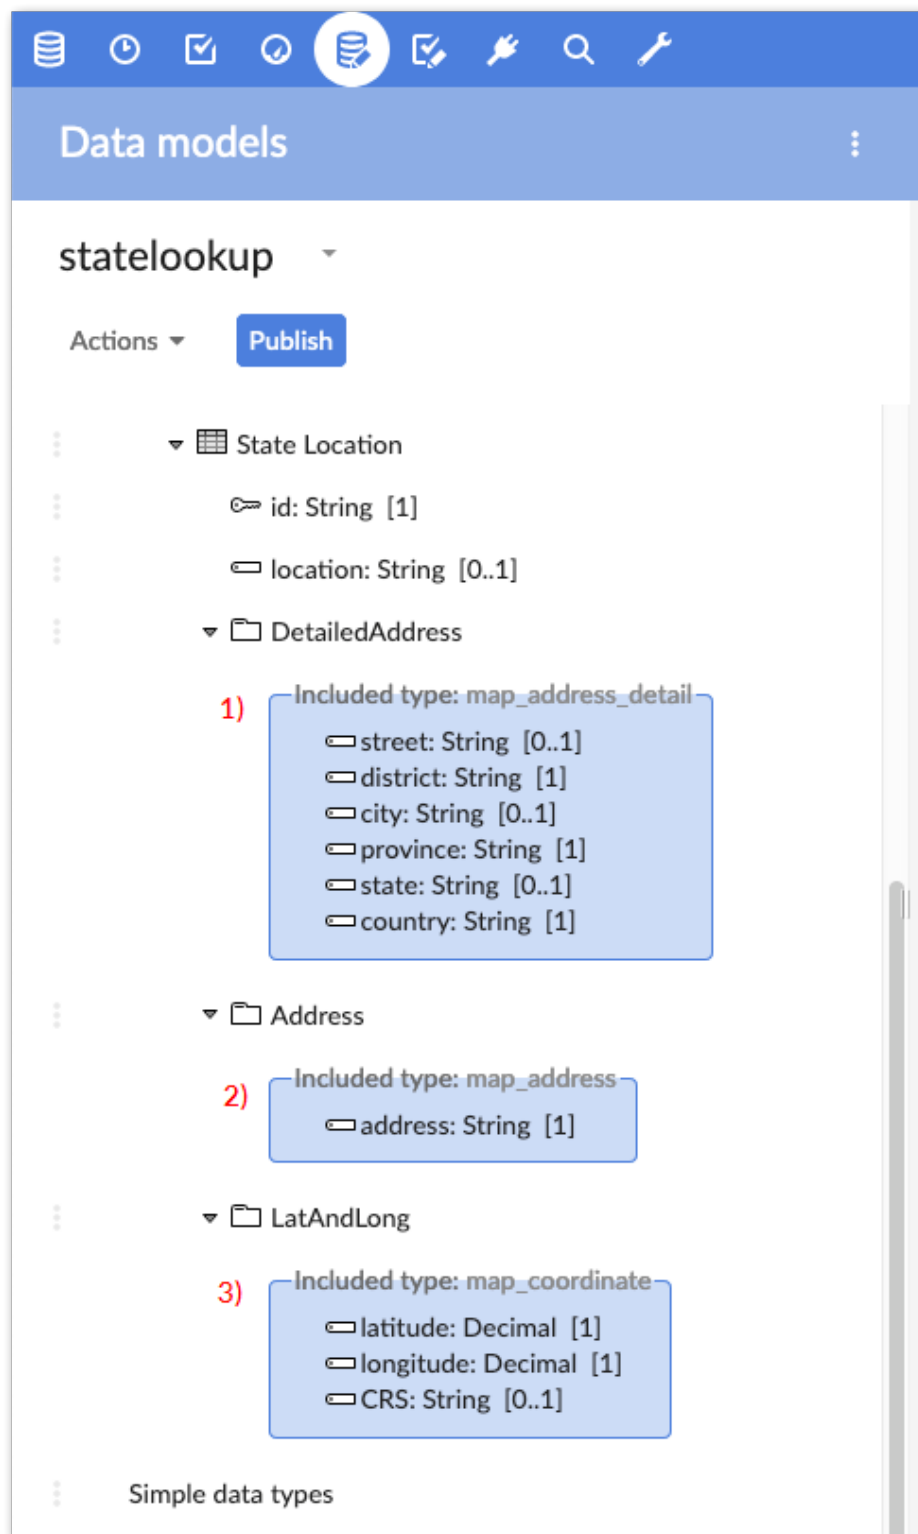 Data models
statelookup
Actions
Publish
State Location
id: String [1]
location: String [0..1]
DetailedAddress
1)
Included type: map_address_detail
street: String [0..1]
district: String [1]
city: String [0..1]
province: String [1]
state: String [0..1]
country: String [1]
Address
2)
Included type: map_address
address: String [1]
LatAndLong
3)
Included type: map_coordinate
latitude: Decimal [1]
longitude: Decimal [1]
CRS: String [0..1]
Simple data types